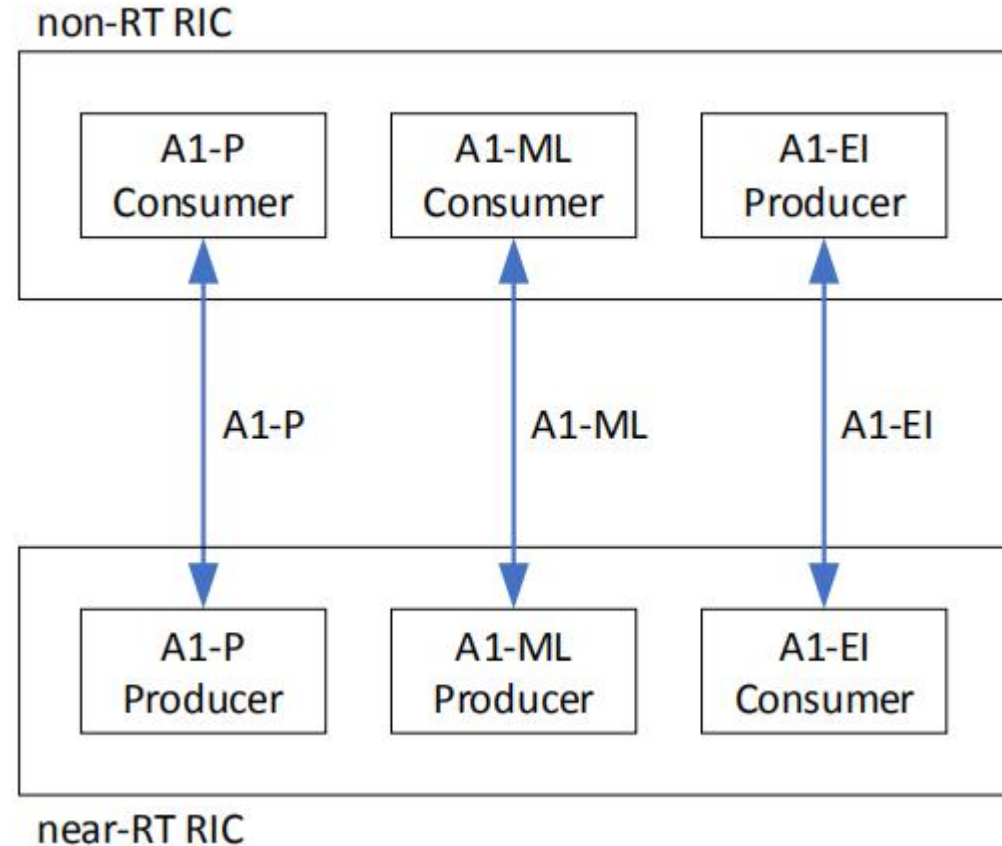 non-RT RIC
A1-P
Consumer
A1-ML
Consumer
A1-EI
Producer
A1-P
A1-ML
A1-EI
A1-P
Producer
A1-ML
Producer
A1-EI
Consumer
near-RT RIC